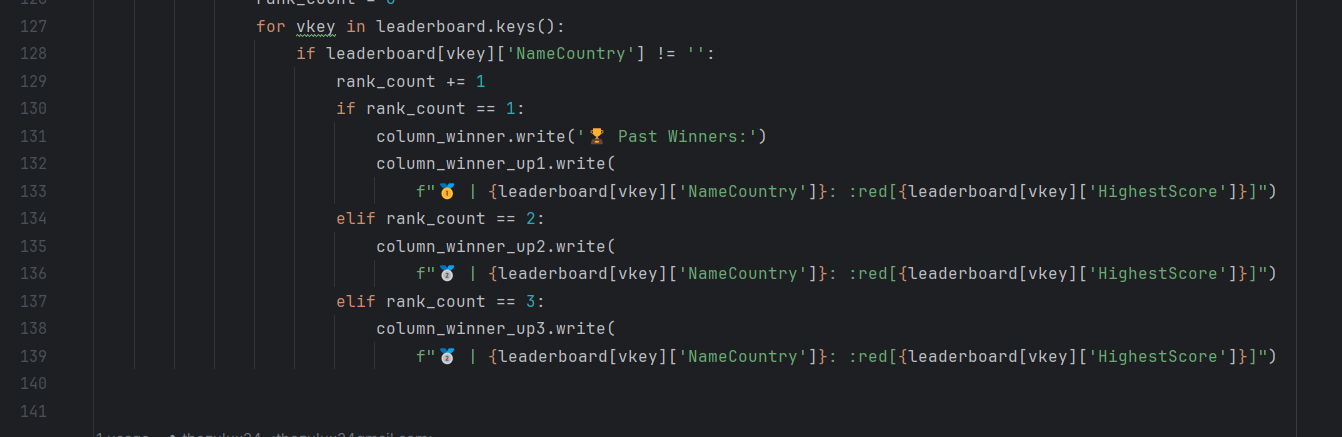 126 rank_count = 0
127 for vkey in leaderboard.keys():
128 if leaderboard[vkey]['NameCountry'] != '':
129 rank_count += 1
130 if rank_count == 1:
131 column_winner.write('🏆 Past Winners:')
132 column_winner_up1.write(
133 f"🥇 | {leaderboard[vkey]['NameCountry']}: :red[{leaderboard[vkey]['HighestScore']}]")
134 elif rank_count == 2:
135 column_winner_up2.write(
136 f"🥈 | {leaderboard[vkey]['NameCountry']}: :red[{leaderboard[vkey]['HighestScore']}]")
137 elif rank_count == 3:
138 column_winner_up3.write(
139 f"🥈 | {leaderboard[vkey]['NameCountry']}: :red[{leaderboard[vkey]['HighestScore']}]")
140
141
1 usage